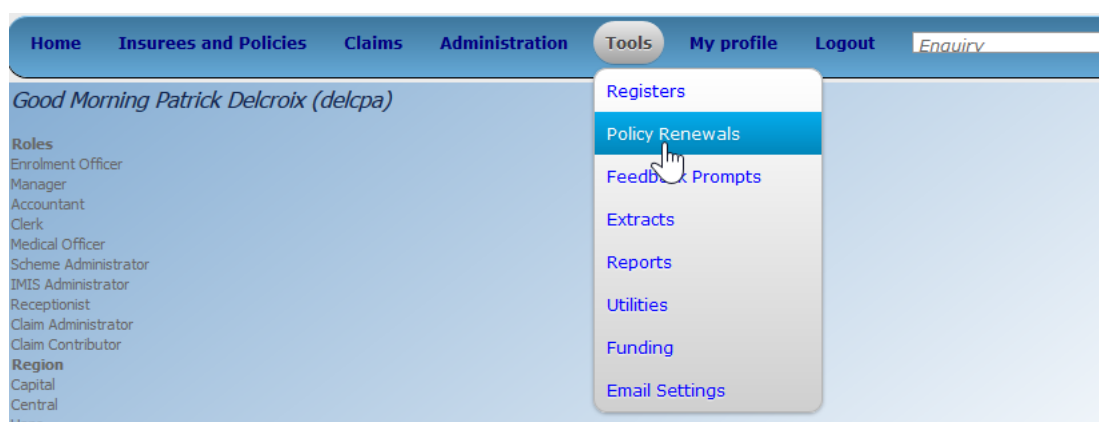 Home Insurees and Policies Claims Administration Tools My profile Logout Enquiry
Good Morning Patrick Delcroix (delcpa)
Roles
Enrolment Officer
Manager
Accountant
Clerk
Medical Officer
Scheme Administrator
IMIS Administrator
Receptionist
Claim Administrator
Claim Contributor
Region
Capital
Central
Registers
Policy Renewals
Feedback Prompts
Extracts
Reports
Utilities
Funding
Email Settings